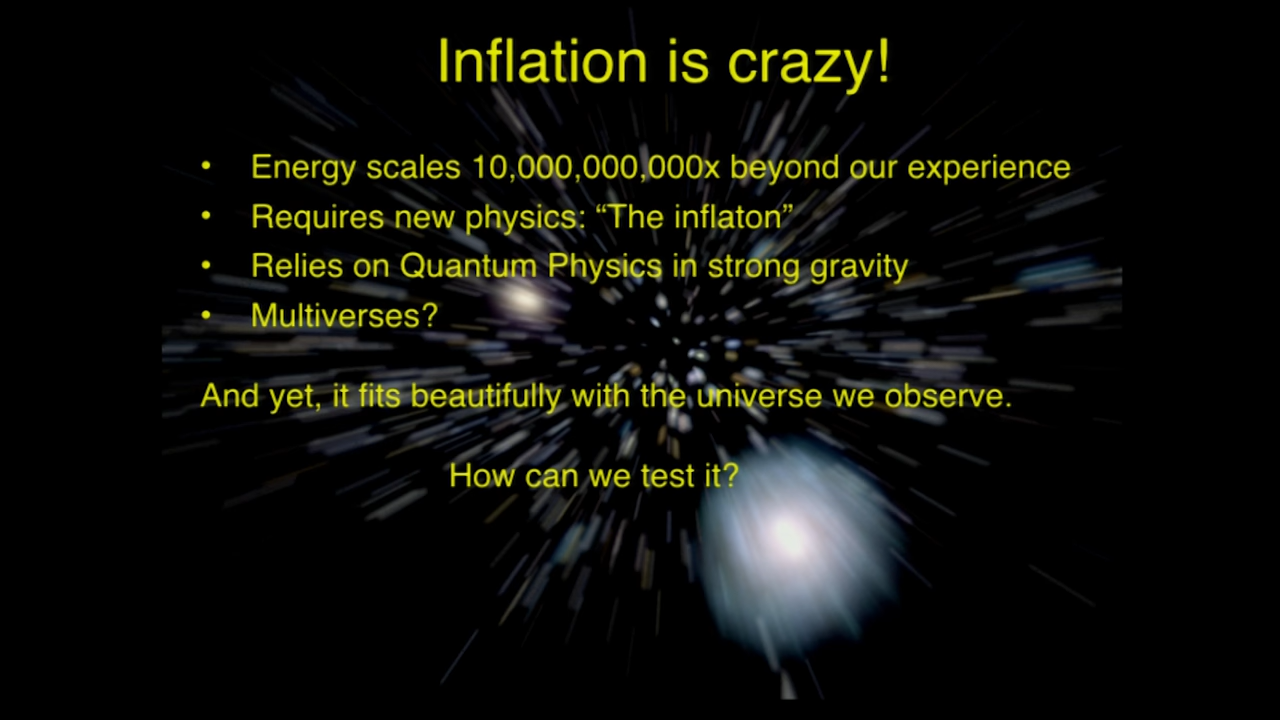 Inflation is crazy!
• Energy scales 10,000,000,000x beyond our experience
• Requires new physics: “The inflaton”
• Relies on Quantum Physics in strong gravity
• Multiverses?
And yet, it fits beautifully with the universe we observe.
How can we test it?